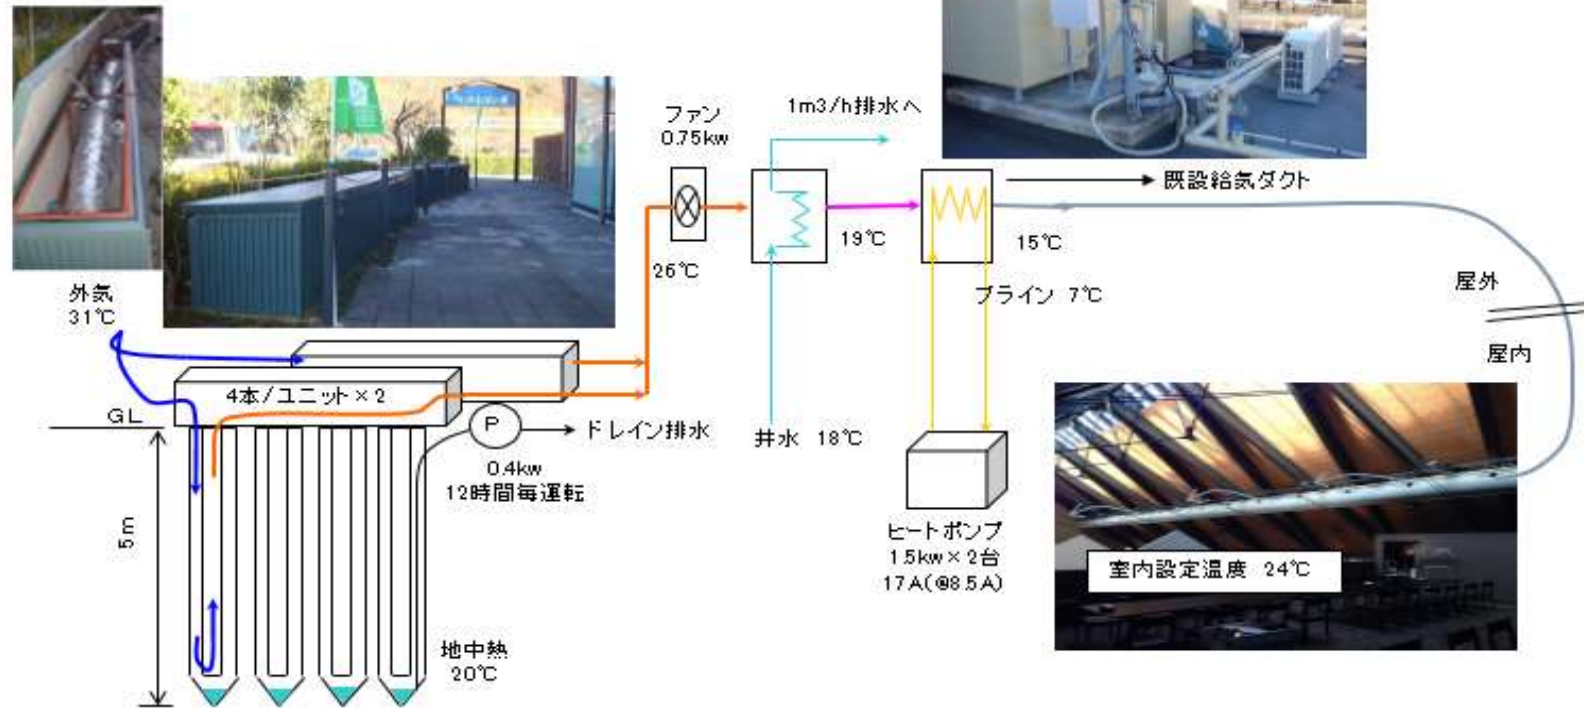 ファン
0.75kw
1m3/h排水へ
既設給気ダクト
19℃
15℃
26℃
ブライン 7℃
外気
31℃
屋外
屋内
4本/ユニット×2
GL
P
ドレイン排水
井水 18℃
0.4kw
12時間毎運転
5m
ヒートポンプ
1.5kw×2台
17A(@8.5A)
室内設定温度 24℃
地中熱
20℃